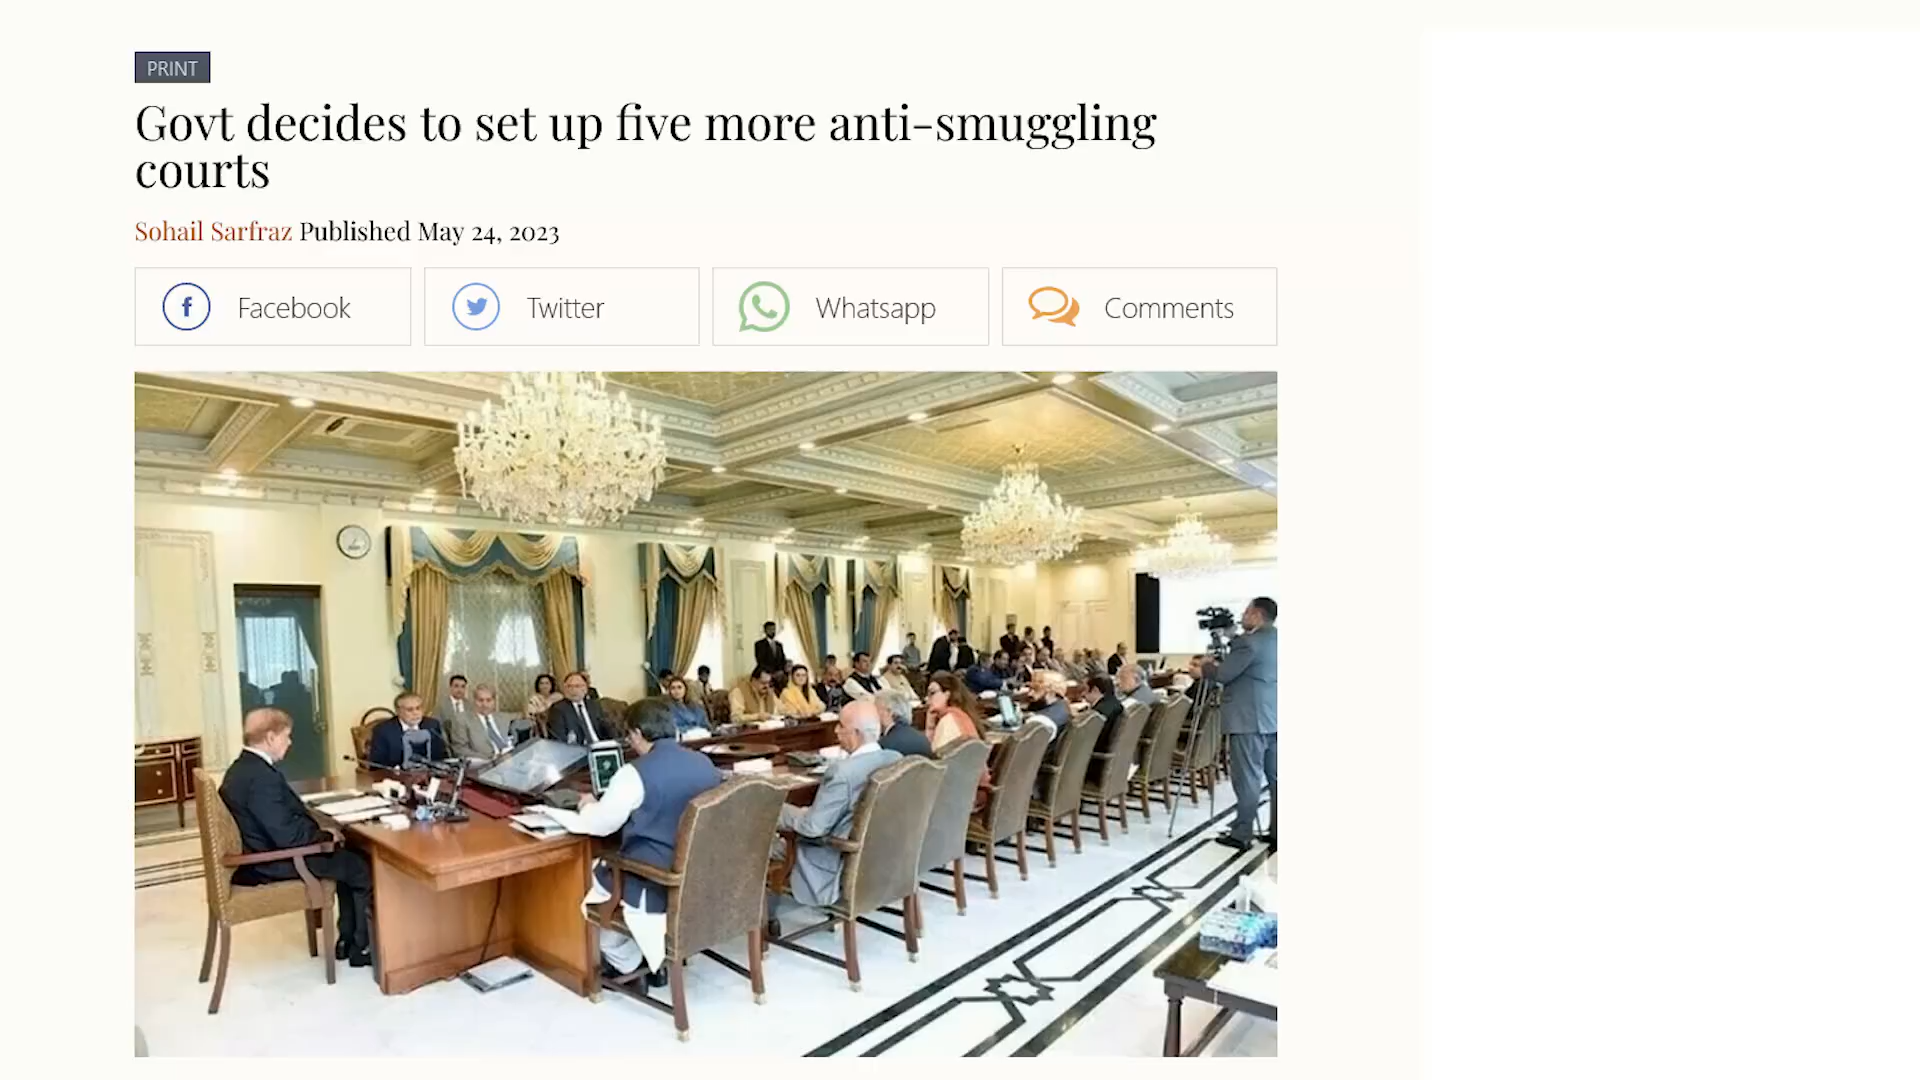 PRINT
Govt decides to set up five more anti-smuggling
courts
Sohail Sarfraz Published May 24, 2023
Facebook
Twitter
Whatsapp
Comments